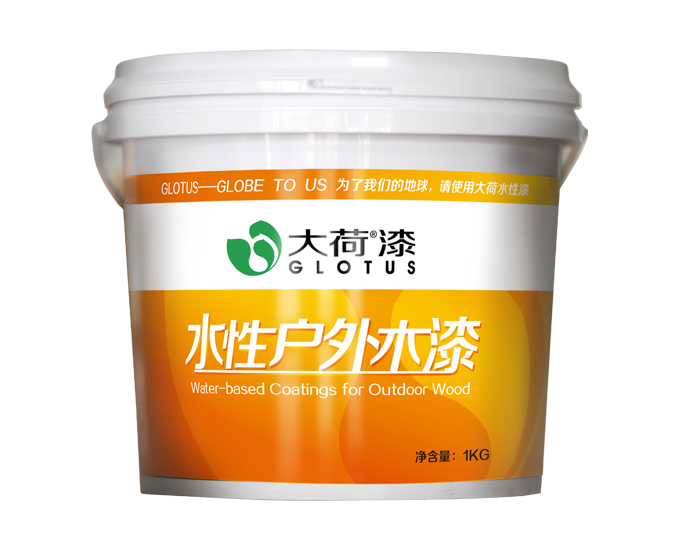 GLOTUS——GLOBE TO US 为了我们的地球，请使用大荷水性漆
大荷®漆
GLOTUS
水性户外木漆
Water-based Coatings for Outdoor Wood
净含量：1KG